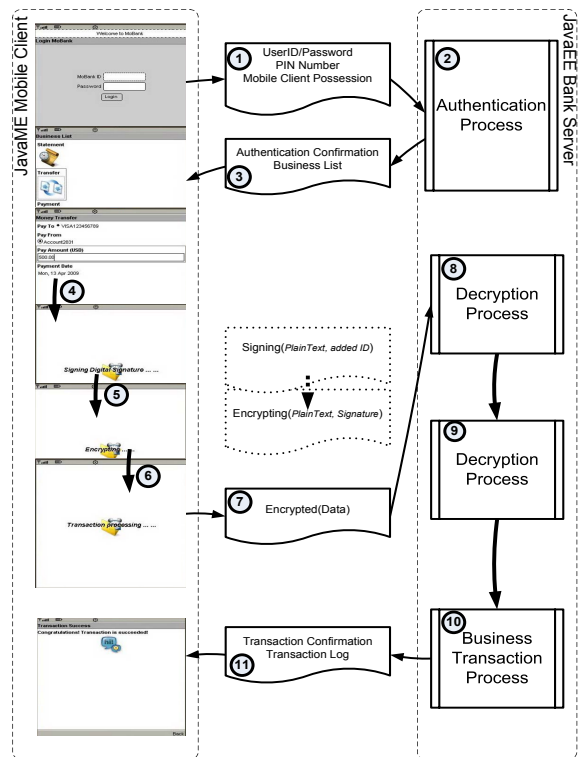 JavaME Mobile Client
Welcome to MoBank
Login MoBank
MoBank ID
Password
Login
Business List
Statement
Transfer
Payment
Money Transfer
Pay To * VISA123456789
Pay From
Account2831
Pay Amount (USD)
500.00
Payment Date
Mon, 13 Apr 2009
4
Signing Digital Signature ... ...
5
Encrypting ... ...
6
Transaction processing ... ...
Transaction Success
Congratulations! Transaction is succeeded!
Back
1
UserID/Password
PIN Number
Mobile Client Possession
Authentication Confirmation
Business List
3
Signing(PlainText, added ID)
Encrypting(PlainText, Signature)
7
Encrypted(Data)
Transaction Confirmation
Transaction Log
11
JavaEE Bank Server
2
Authentication
Process
8
Decryption
Process
9
Decryption
Process
10
Business
Transaction
Process